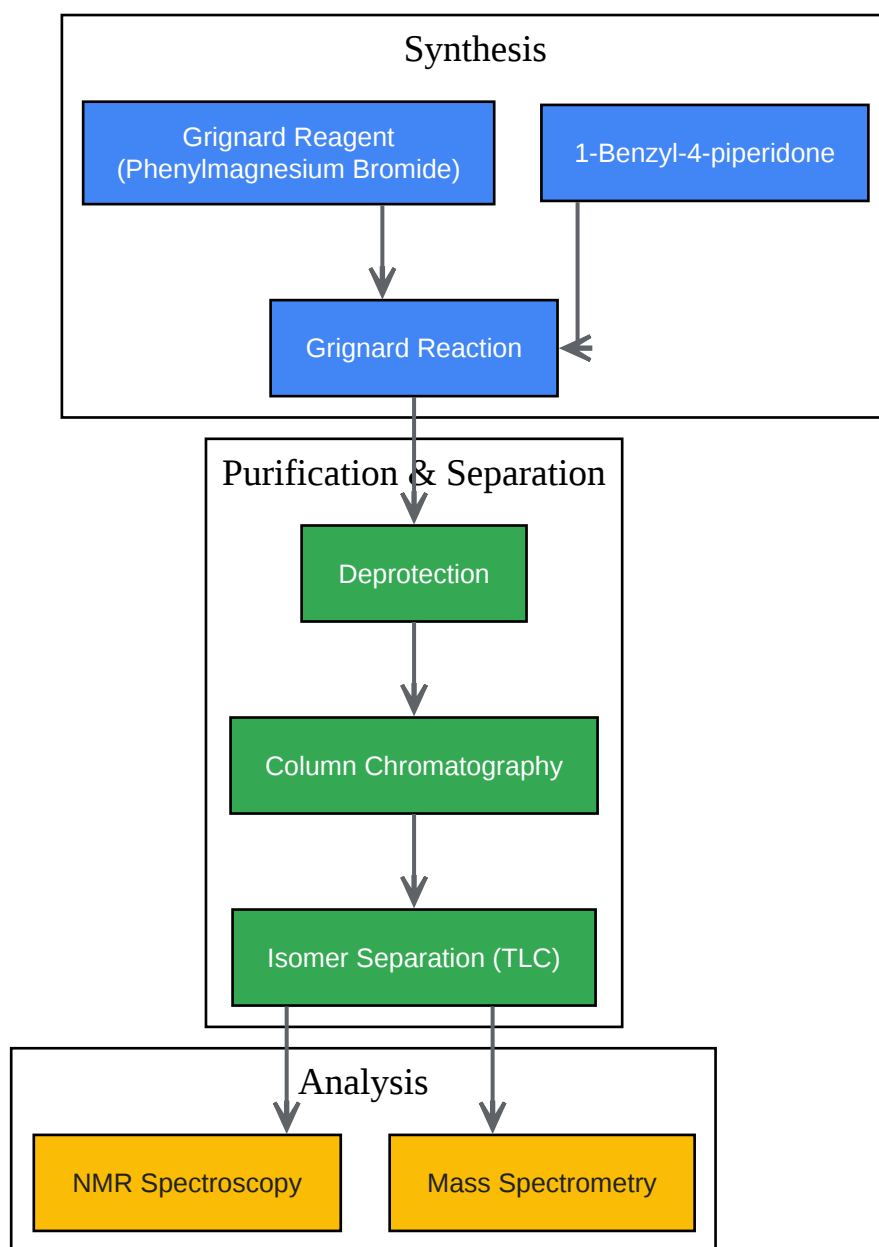 Synthesis
Grignard Reagent
(Phenylmagnesium Bromide)
1-Benzyl-4-piperidone
Grignard Reaction
Purification & Separation
Deprotection
Column Chromatography
Isomer Separation (TLC)
Analysis
NMR Spectroscopy
Mass Spectrometry